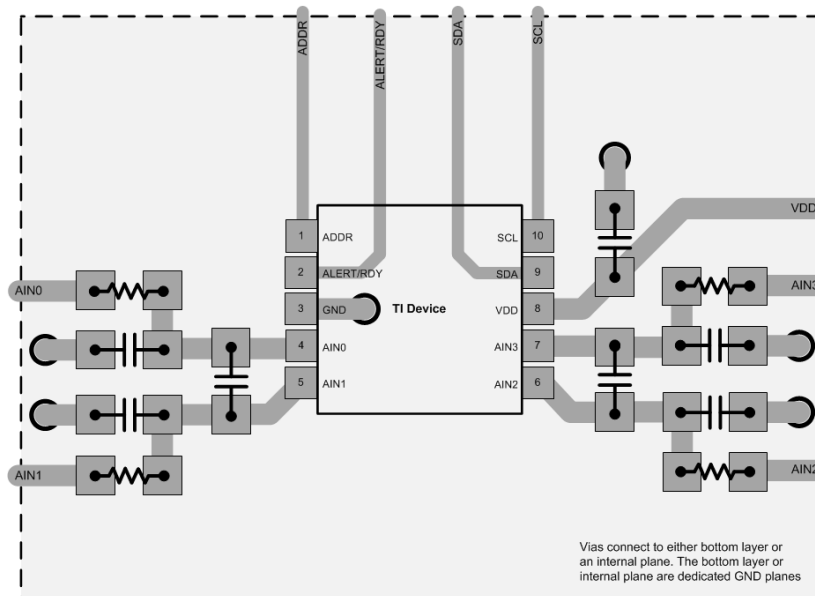 ADDR
ALERT/RDY
SDA
SCL
VDD
1 ADDR
SCL 10
2 ALERT/RDY
SDA 9
AIN0
AIN3
3 GND
TI Device
VDD 8
4 AIN0
AIN3 7
5 AIN1
AIN2 6
AIN1
AIN2
Vias connect to either bottom layer or
an internal plane. The bottom layer or
internal plane are dedicated GND planes